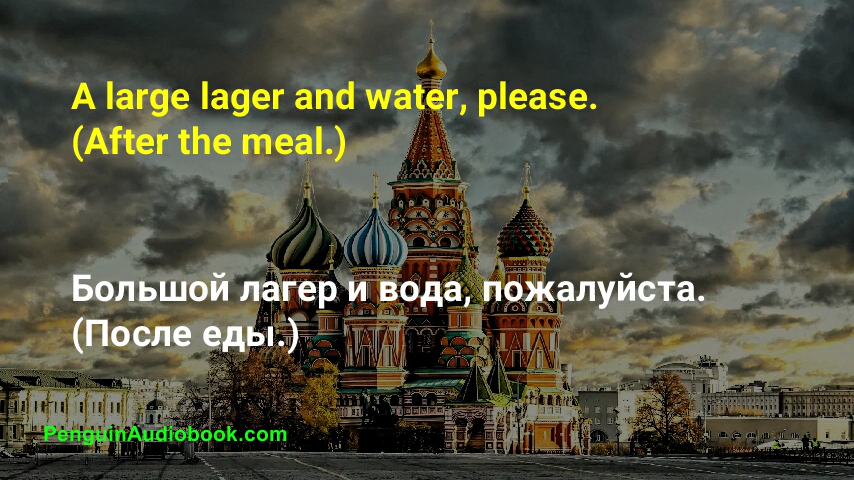 A large lager and water, please.
(After the meal.)
Большой лагер и вода, пожалуйста.
(После еды.)
PenguinAudiobook.com